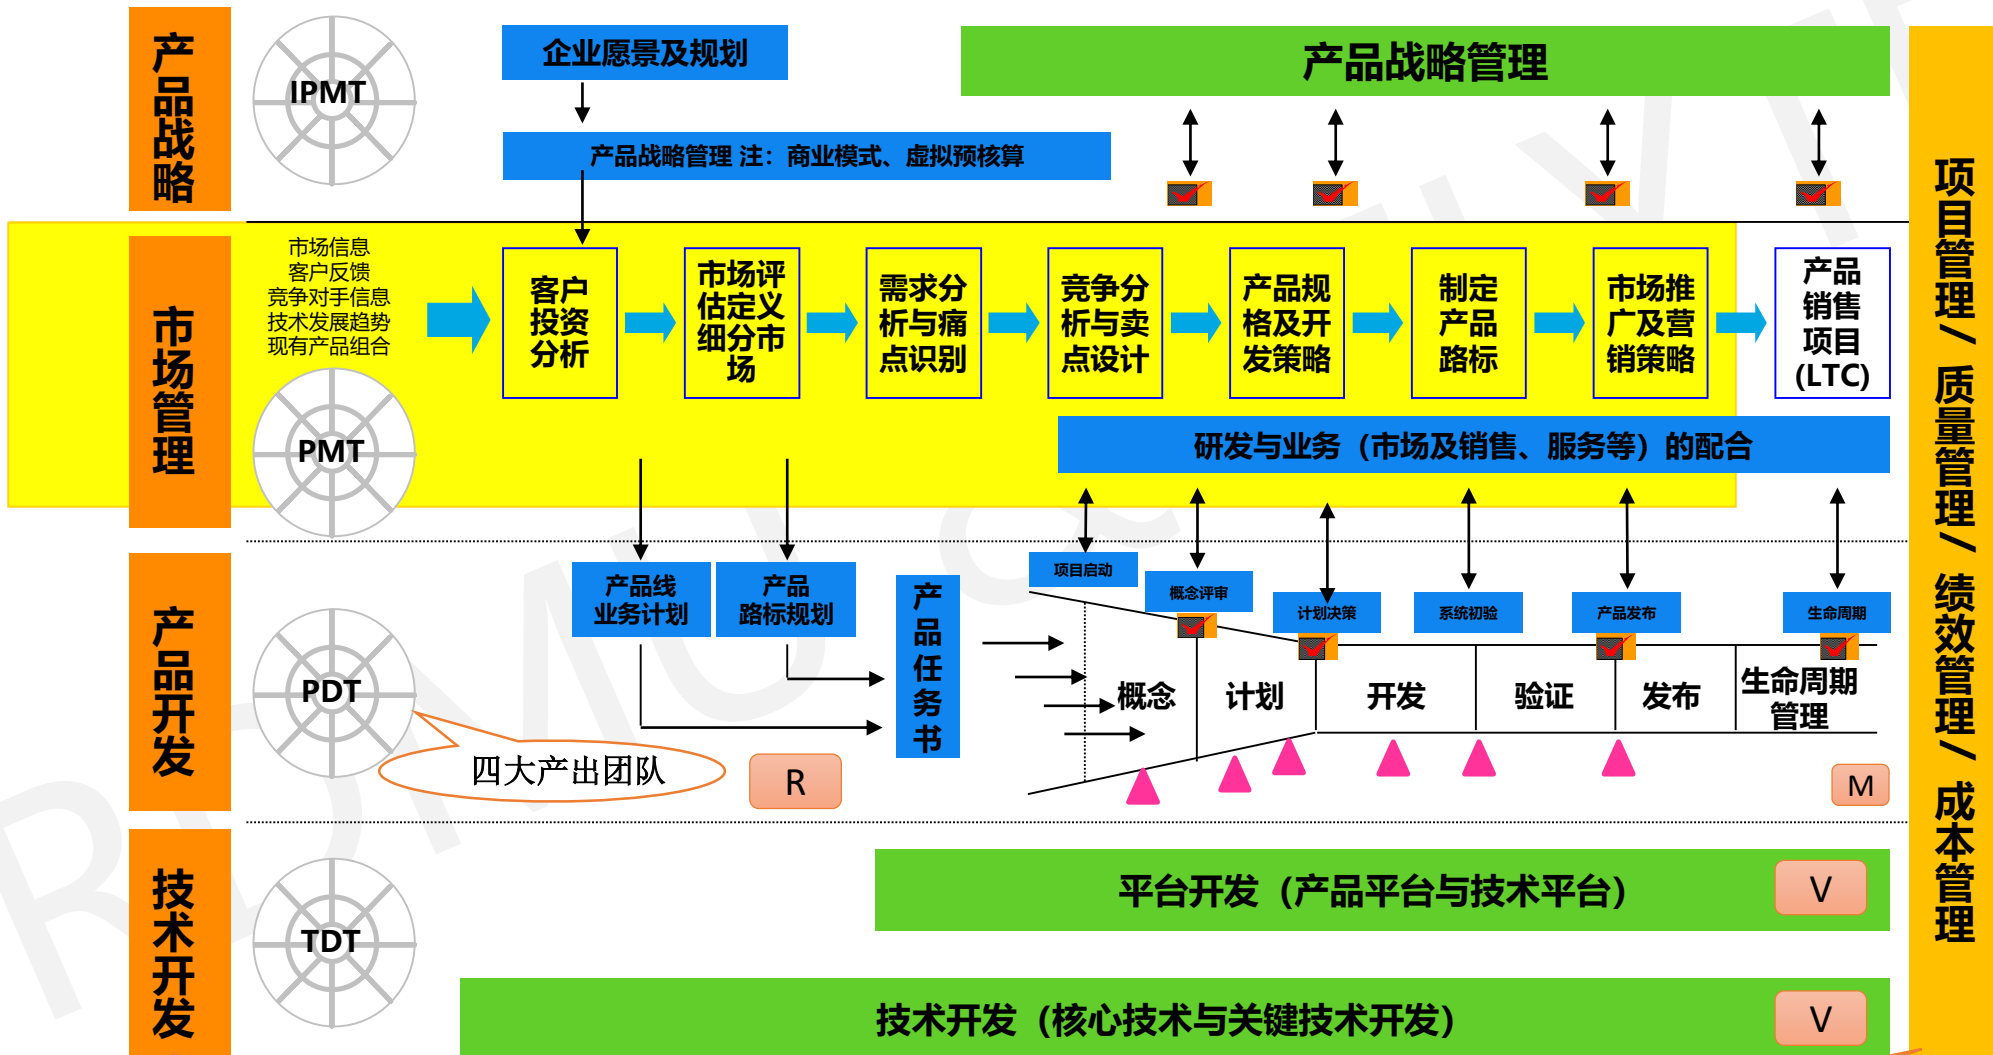 产品战略
IPMT
企业愿景及规划
产品战略管理
产品战略管理 注：商业模式、虚拟预核算
市场管理
市场信息
客户反馈
竞争对手信息
技术发展趋势
现有产品组合
PMT
客户
投资
分析
市场评
估定义
细分市
场
需求分
析与痛
点识别
竞争分
析与卖
点设计
产品规
格及开
发策略
制定
产品
路标
市场推
广及营
销策略
产品
销售
项目
(LTC)
研发与业务（市场及销售、服务等）的配合
产品开发
PDT
四大产出团队
R
产品线
业务计划
产品
路标规划
产品任务书
项目启动
概念评审
计划决策
系统初验
产品发布
生命周期
概念
计划
开发
验证
发布
生命周期
管理
M
技术开发
TDT
平台开发（产品平台与技术平台）
V
技术开发（核心技术与关键技术开发）
V
项目管理/ 质量管理/ 绩效管理/ 成本管理